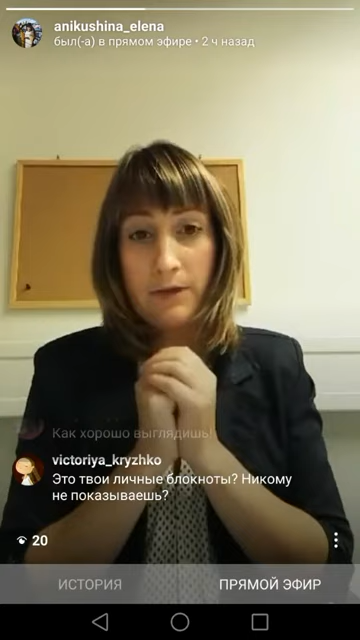 anikushina_elena
был(-а) в прямом эфире • 2 ч назад
Как хорошо выглядишь!
victoriya_kryzhko
Это твои личные блокноты? Никому
не показываешь?
20
ИСТОРИЯ
ПРЯМОЙ ЭФИР